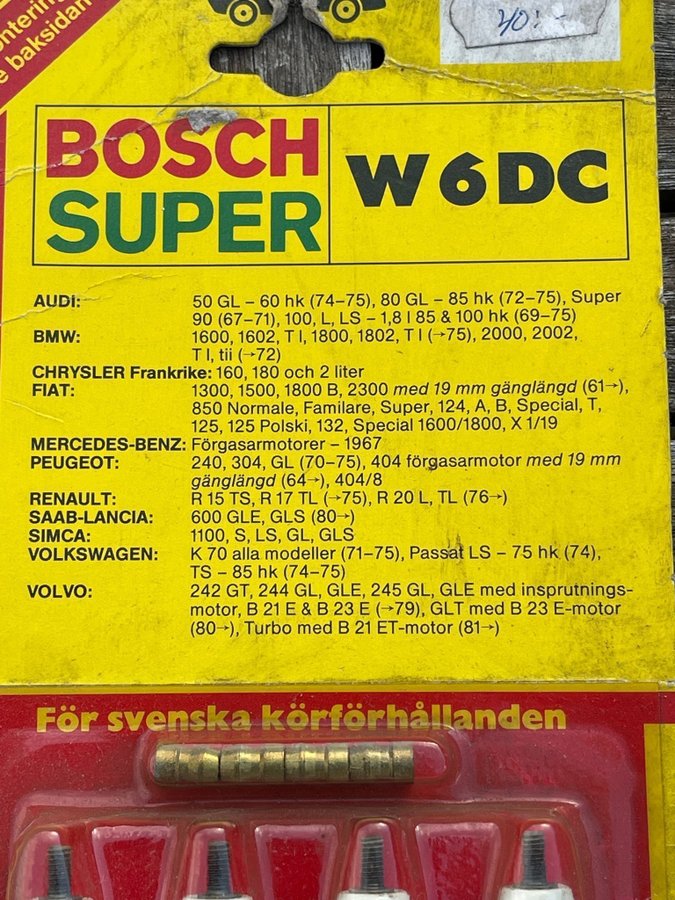 ntering
e baksidan
40:-
BOSCH
SUPER
W6DC
AUDI: 50 GL – 60 hk (74–75), 80 GL – 85 hk (72–75), Super
90 (67–71), 100, L, LS – 1,8 l 85 & 100 hk (69–75)
BMW: 1600, 1602, T I, 1800, 1802, T I (→75), 2000, 2002,
T I, tii (→72)
CHRYSLER Frankrike: 160, 180 och 2 liter
FIAT: 1300, 1500, 1800 B, 2300 med 19 mm gänglängd (61→),
850 Normale, Familare, Super, 124, A, B, Special, T,
125, 125 Polski, 132, Special 1600/1800, X 1/19
MERCEDES-BENZ: Förgasarmotorer – 1967
PEUGEOT: 240, 304, GL (70–75), 404 förgasarmotor med 19 mm
gänglängd (64→), 404/8
RENAULT: R 15 TS, R 17 TL (→75), R 20 L, TL (76→)
SAAB-LANCIA: 600 GLE, GLS (80→)
SIMCA: 1100, S, LS, GL, GLS
VOLKSWAGEN: K 70 alla modeller (71–75), Passat LS – 75 hk (74),
TS – 85 hk (74–75)
VOLVO: 242 GT, 244 GL, GLE, 245 GL, GLE med insprutnings-
motor, B 21 E & B 23 E (→79), GLT med B 23 E-motor
(80→), Turbo med B 21 ET-motor (81→)
För svenska körförhållanden